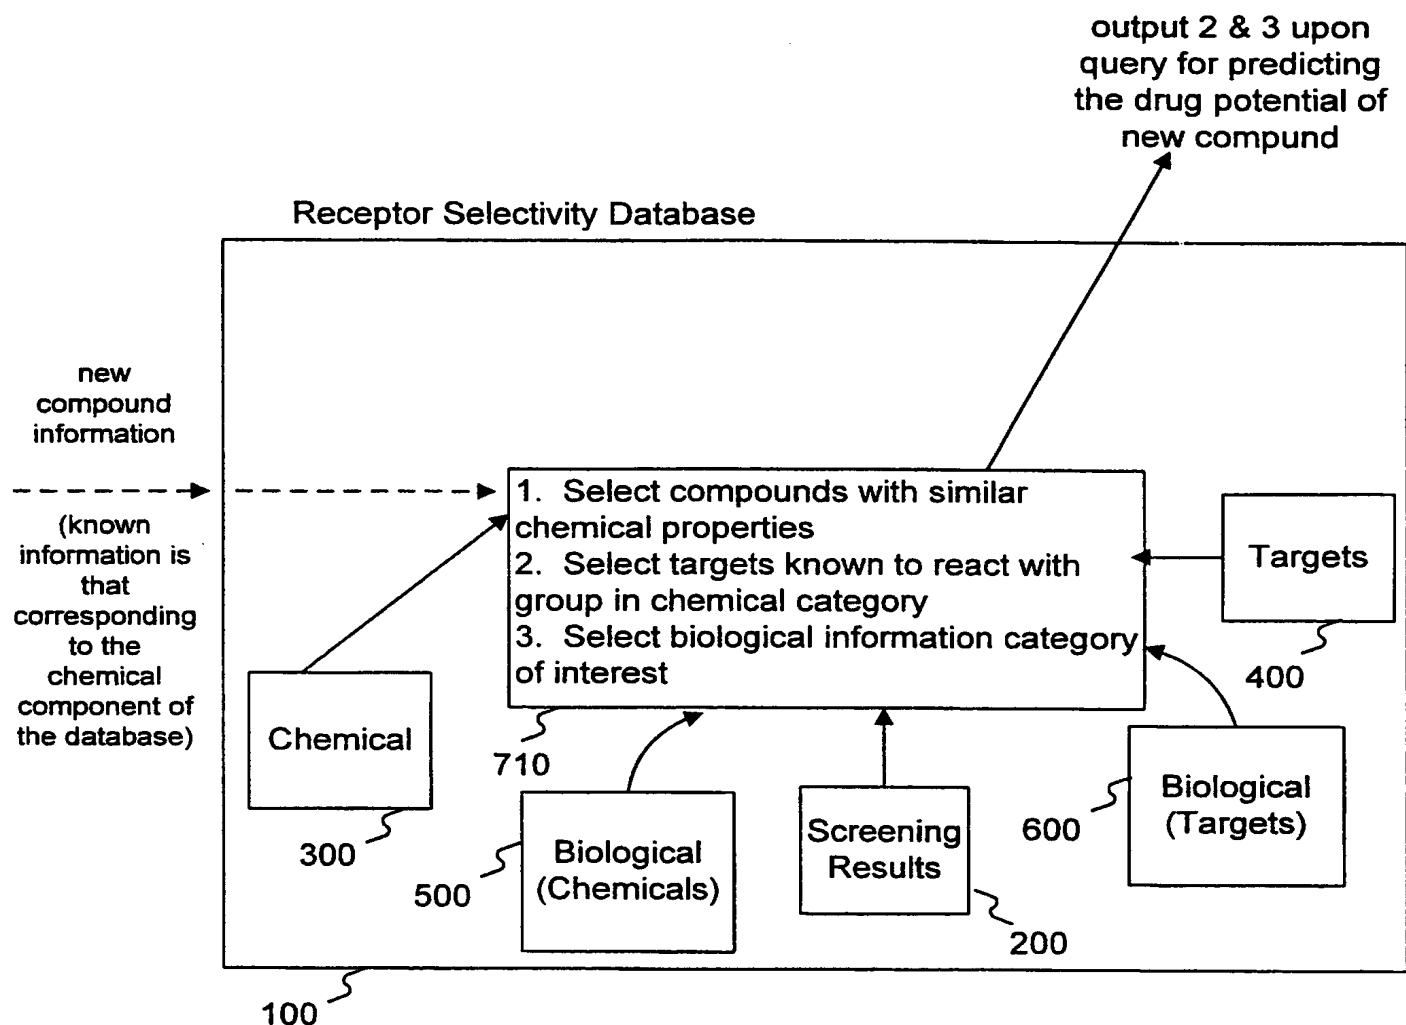 output 2 & 3 upon
query for predicting
the drug potential of
new compund
Receptor Selectivity Database
new
compound
information
(known
information is
that
corresponding
to the
chemical
component of
the database)
1. Select compounds with similar
chemical properties
2. Select targets known to react with
group in chemical category
3. Select biological information category
of interest
710
Targets
400
Chemical
300
Biological
(Chemicals)
500
Screening
Results
200
Biological
(Targets)
600
100